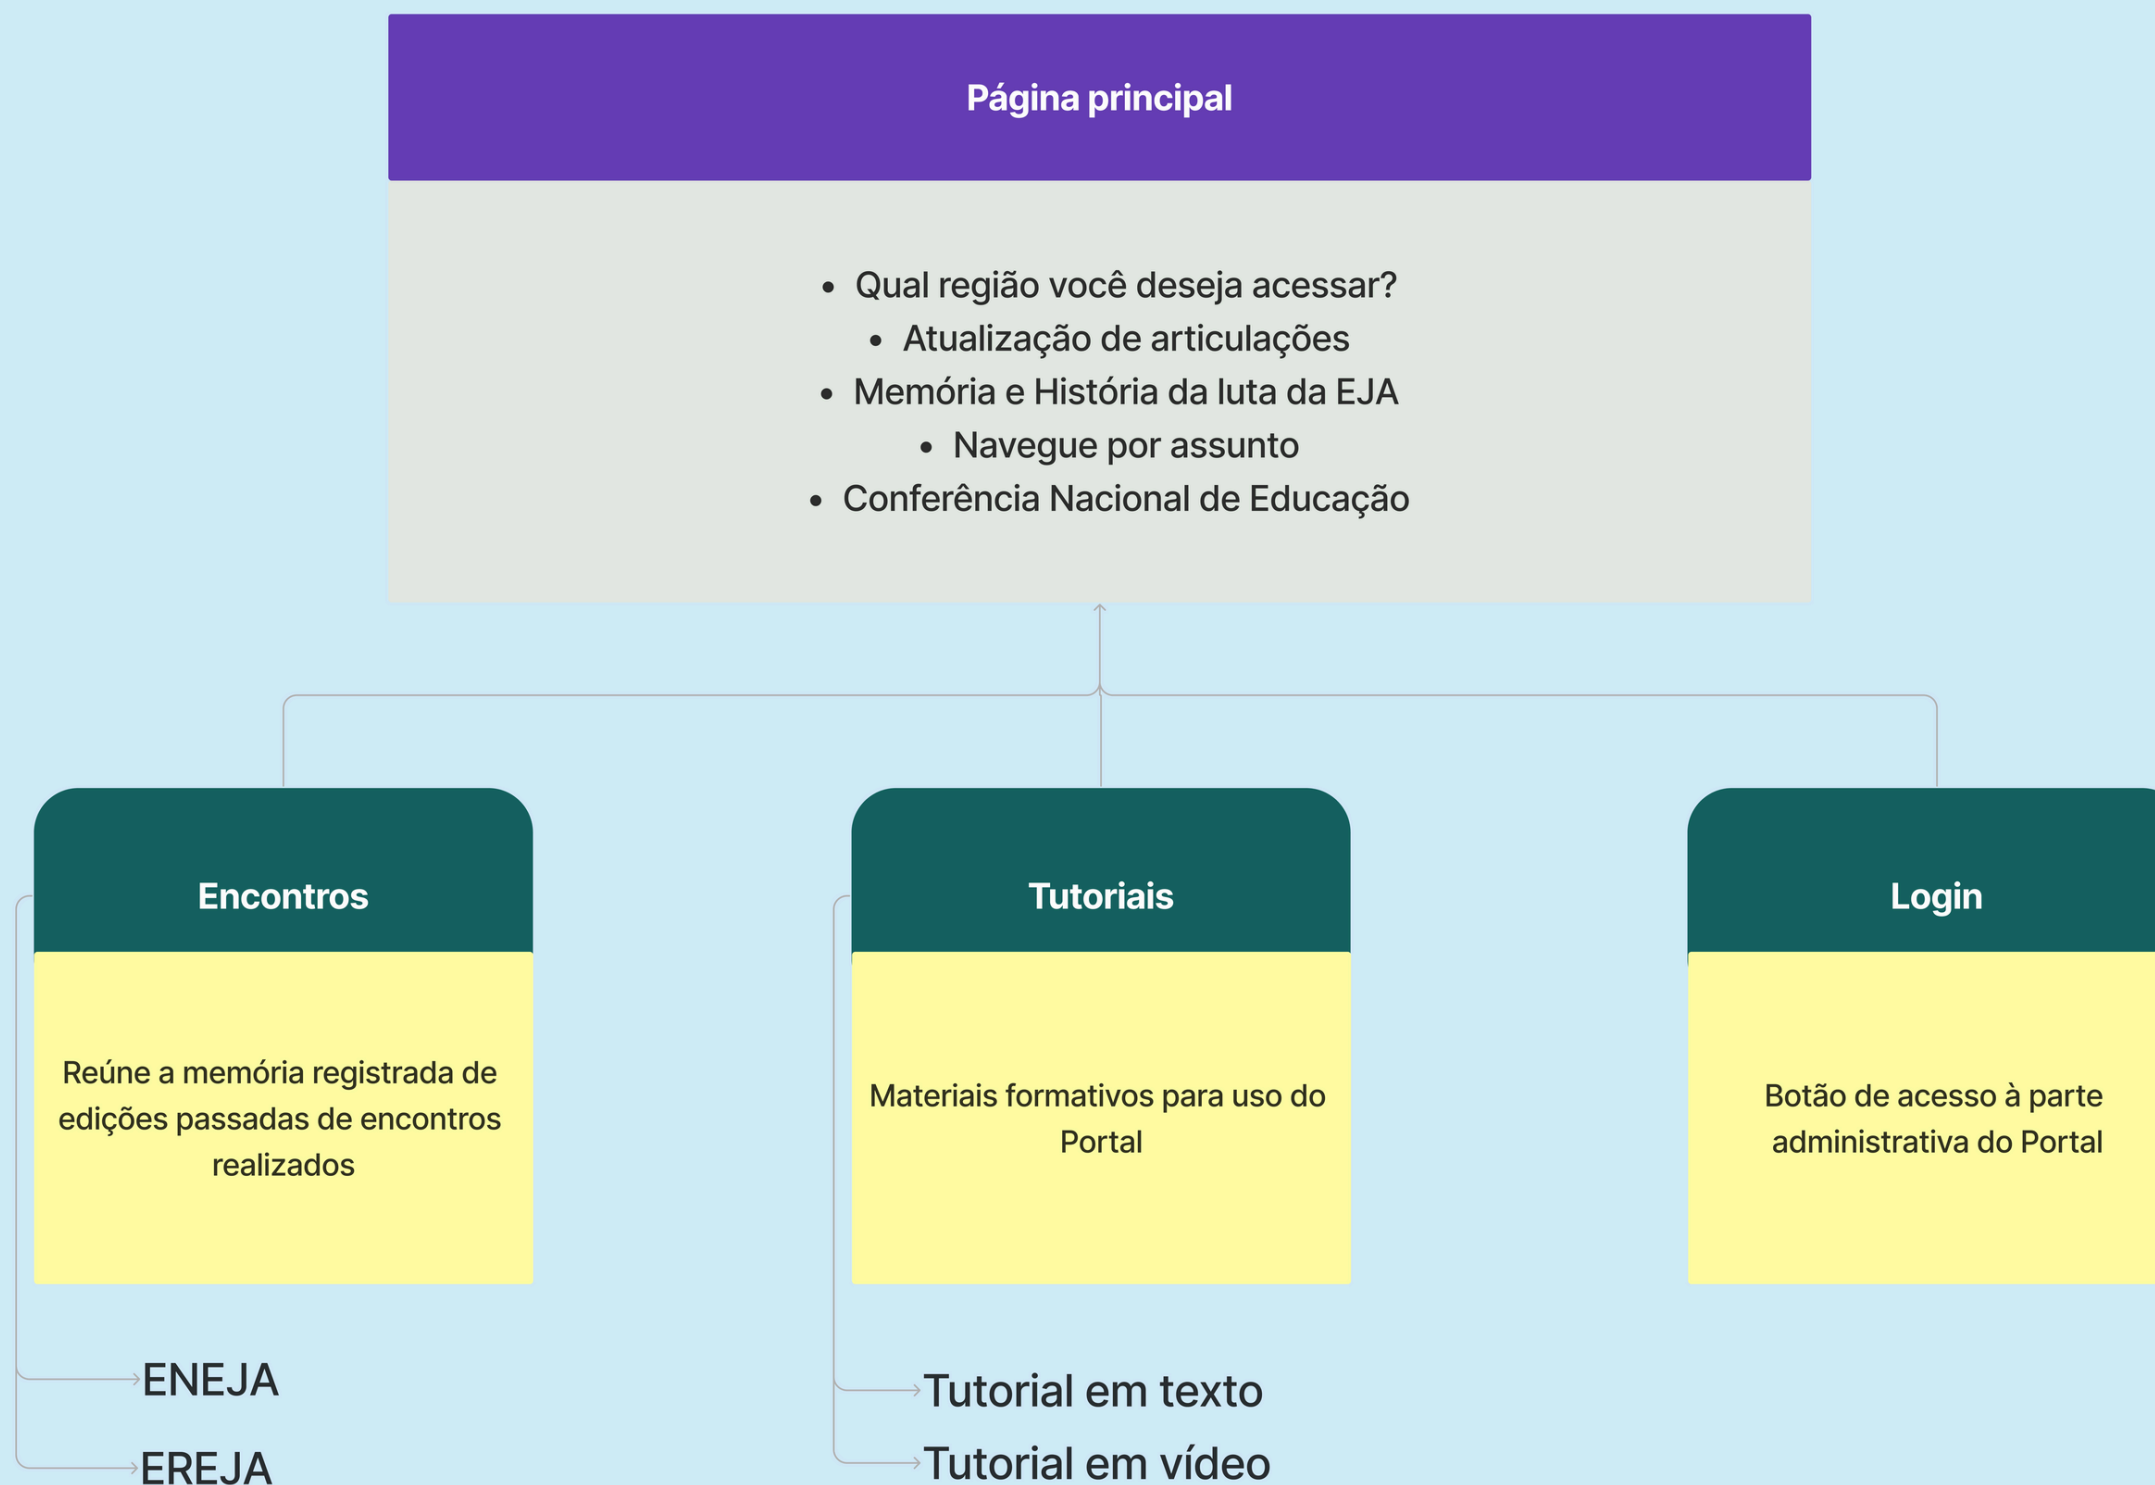 Página principal
• Qual região você deseja acessar?
• Atualização de articulações
• Memória e História da luta da EJA
• Navegue por assunto
• Conferência Nacional de Educação
Encontros
Reúne a memória registrada de
edições passadas de encontros
realizados
ENEJA
EREJA
Tutoriais
Materiais formativos para uso do
Portal
Tutorial em texto
Tutorial em vídeo
Login
Botão de acesso à parte
administrativa do Portal